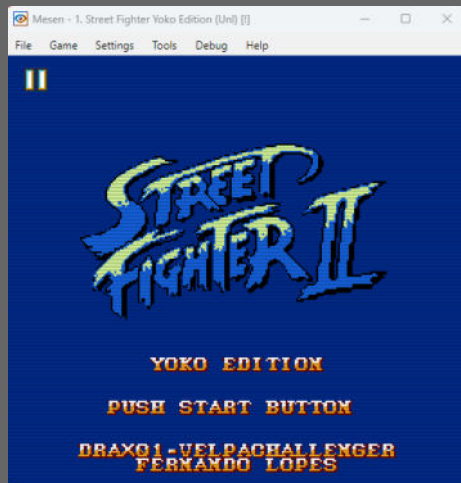 Mesen - 1. Street Fighter Yoko Edition (Unl) [!]
File Game Settings Tools Debug Help
STREET
FIGHTER II
YOKO EDITION
PUSH START BUTTON
DRAX01-VELPACHALLENGER
FERNANDO LOPES